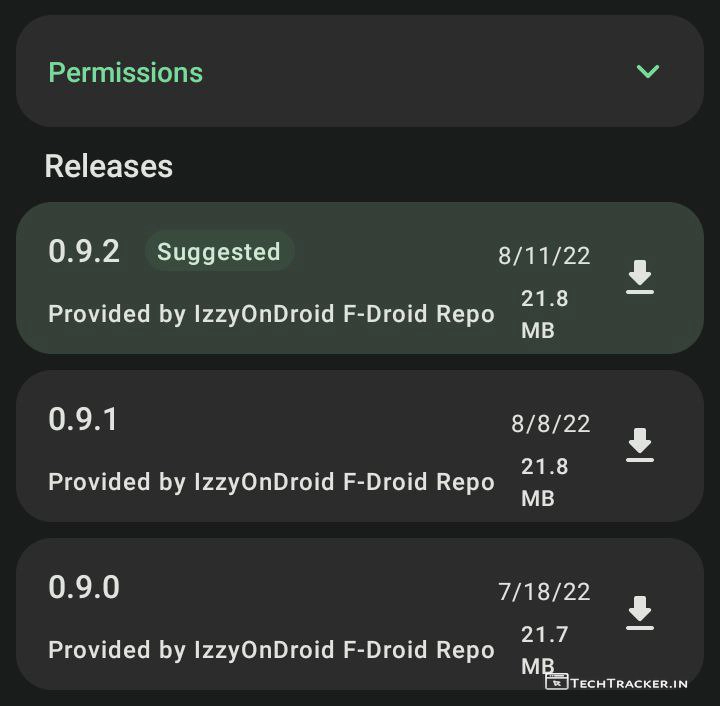 Permissions
Releases
0.9.2 Suggested 8/11/22
Provided by IzzyOnDroid F-Droid Repo 21.8
MB
0.9.1 8/8/22
Provided by IzzyOnDroid F-Droid Repo 21.8
MB
0.9.0 7/18/22
Provided by IzzyOnDroid F-Droid Repo 21.7
MB
TECHTRACKER.IN